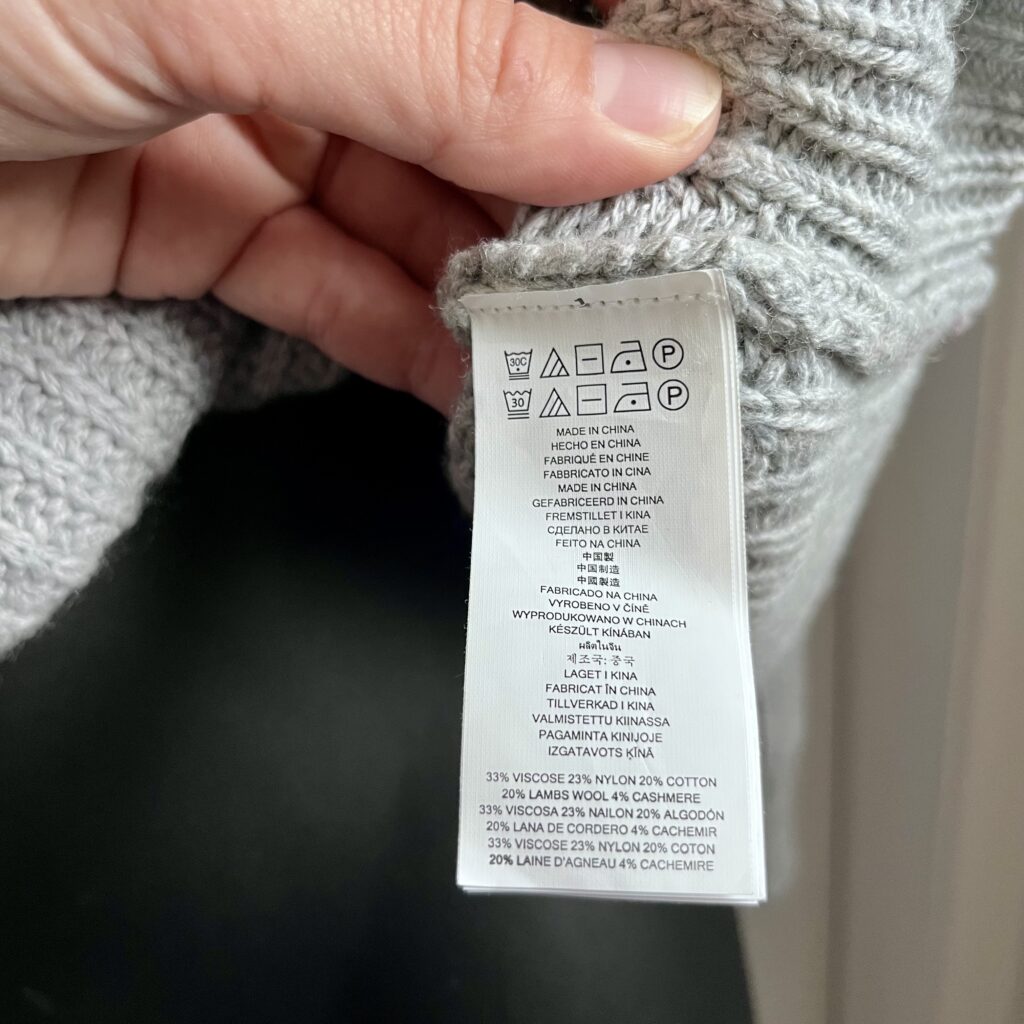 30C P
30 P
MADE IN CHINA
HECHO EN CHINA
FABRIQUÉ EN CHINE
FABBRICATO IN CINA
MADE IN CHINA
GEFABRICEERD IN CHINA
FREMSTILLET I KINA
СДЕЛАНО В КИТАЕ
FEITO NA CHINA
中国製
中国制造
中國製造
FABRICADO NA CHINA
VYROBENO V ČÍNĚ
WYPRODUKOWANO W CHINACH
KÉSZÜLT KÍNÁBAN
ผลิตในจีน
제조국: 중국
LAGET I KINA
FABRICAT ÎN CHINA
TILLVERKAD I KINA
VALMISTETTU KIINASSA
PAGAMINTA KINIJOJE
IZGATAVOTS ĶĪNĀ
33% VISCOSE 23% NYLON 20% COTTON
20% LAMBS WOOL 4% CASHMERE
33% VISCOSA 23% NAILON 20% ALGODÓN
20% LANA DE CORDERO 4% CACHEMIR
33% VISCOSE 23% NYLON 20% COTON
20% LAINE D'AGNEAU 4% CACHEMIRE